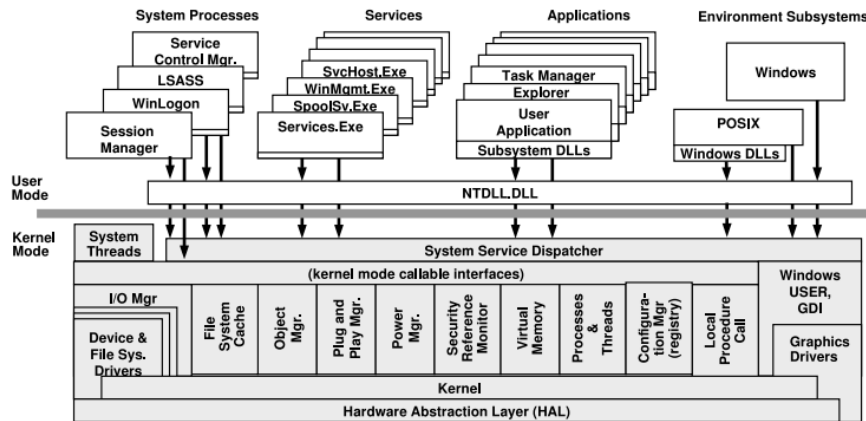 System Processes
Services
Applications
Environment Subsystems
Service
Control Mgr.
LSASS
WinLogon
Session
Manager
SvcHost.Exe
WinMgmt.Exe
SpoolSv.Exe
Services.Exe
Task Manager
Explorer
User
Application
Subsystem DLLs
Windows
POSIX
Windows DLLs
User
Mode
NTDLL.DLL
Kernel
Mode
System
Threads
System Service Dispatcher
(kernel mode callable interfaces)
I/O Mgr
Device &
File Sys.
Drivers
File
System
Cache
Object
Mgr.
Plug and
Play Mgr.
Power
Mgr.
Security
Reference
Monitor
Virtual
Memory
Processes
&
Threads
Configura-
tion Mgr
(registry)
Local
Procedure
Call
Windows
USER,
GDI
Graphics
Drivers
Kernel
Hardware Abstraction Layer (HAL)